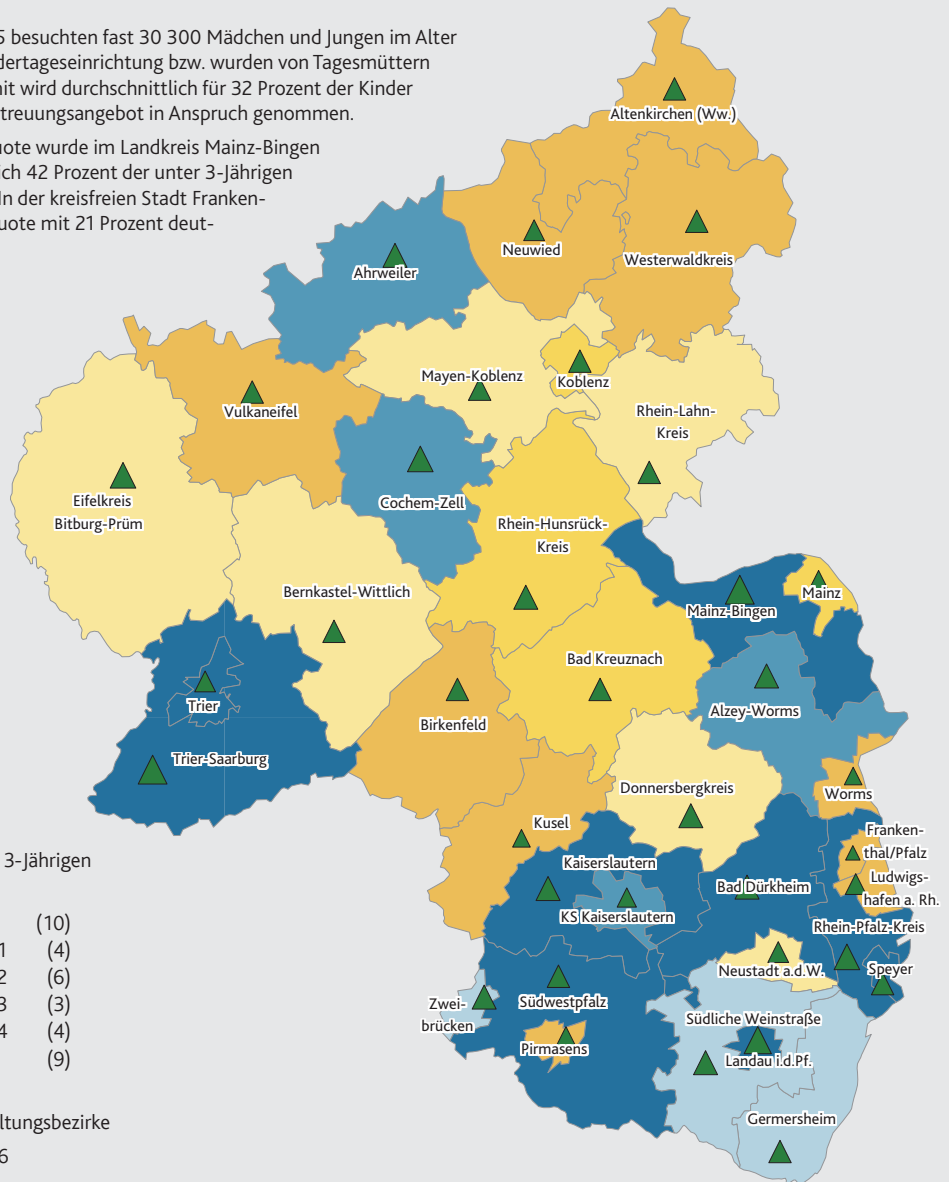 5 besuchten fast 30 300 Mädchen und Jungen im Alter
dertageseinrichtung bzw. wurden von Tagesmüttern
nit wird durchschnittlich für 32 Prozent der Kinder
treuungsangebot in Anspruch genommen.
uote wurde im Landkreis Mainz-Bingen
ich 42 Prozent der unter 3-Jährigen
In der kreisfreien Stadt Franken-
uote mit 21 Prozent deut-
Altenkirchen (Ww.)
Neuwied
Westerwaldkreis
Ahrweiler
Mayen-Koblenz
Koblenz
Vulkaneifel
Rhein-Lahn-
Kreis
Eifelkreis
Bitburg-Prüm
Cochem-Zell
Rhein-Hunsrück-
Kreis
Bernkastel-Wittlich
Mainz-Bingen
Mainz
Bad Kreuznach
Trier
Birkenfeld
Alzey-Worms
Trier-Saarburg
Donnersbergkreis
Worms
Kusel
Franken-
thal/Pfalz
Kaiserslautern
Ludwigs-
hafen a. Rh.
Bad Dürkheim
KS Kaiserslautern
Rhein-Pfalz-Kreis
Neustadt a.d.W.
Speyer
Zwei-
brücken
Südwestpfalz
Südliche Weinstraße
Pirmasens
Landau i.d.Pf.
Germersheim
3-Jährigen
(10)
1 (4)
2 (6)
3 (3)
4 (4)
(9)
ltungsbezirke
6